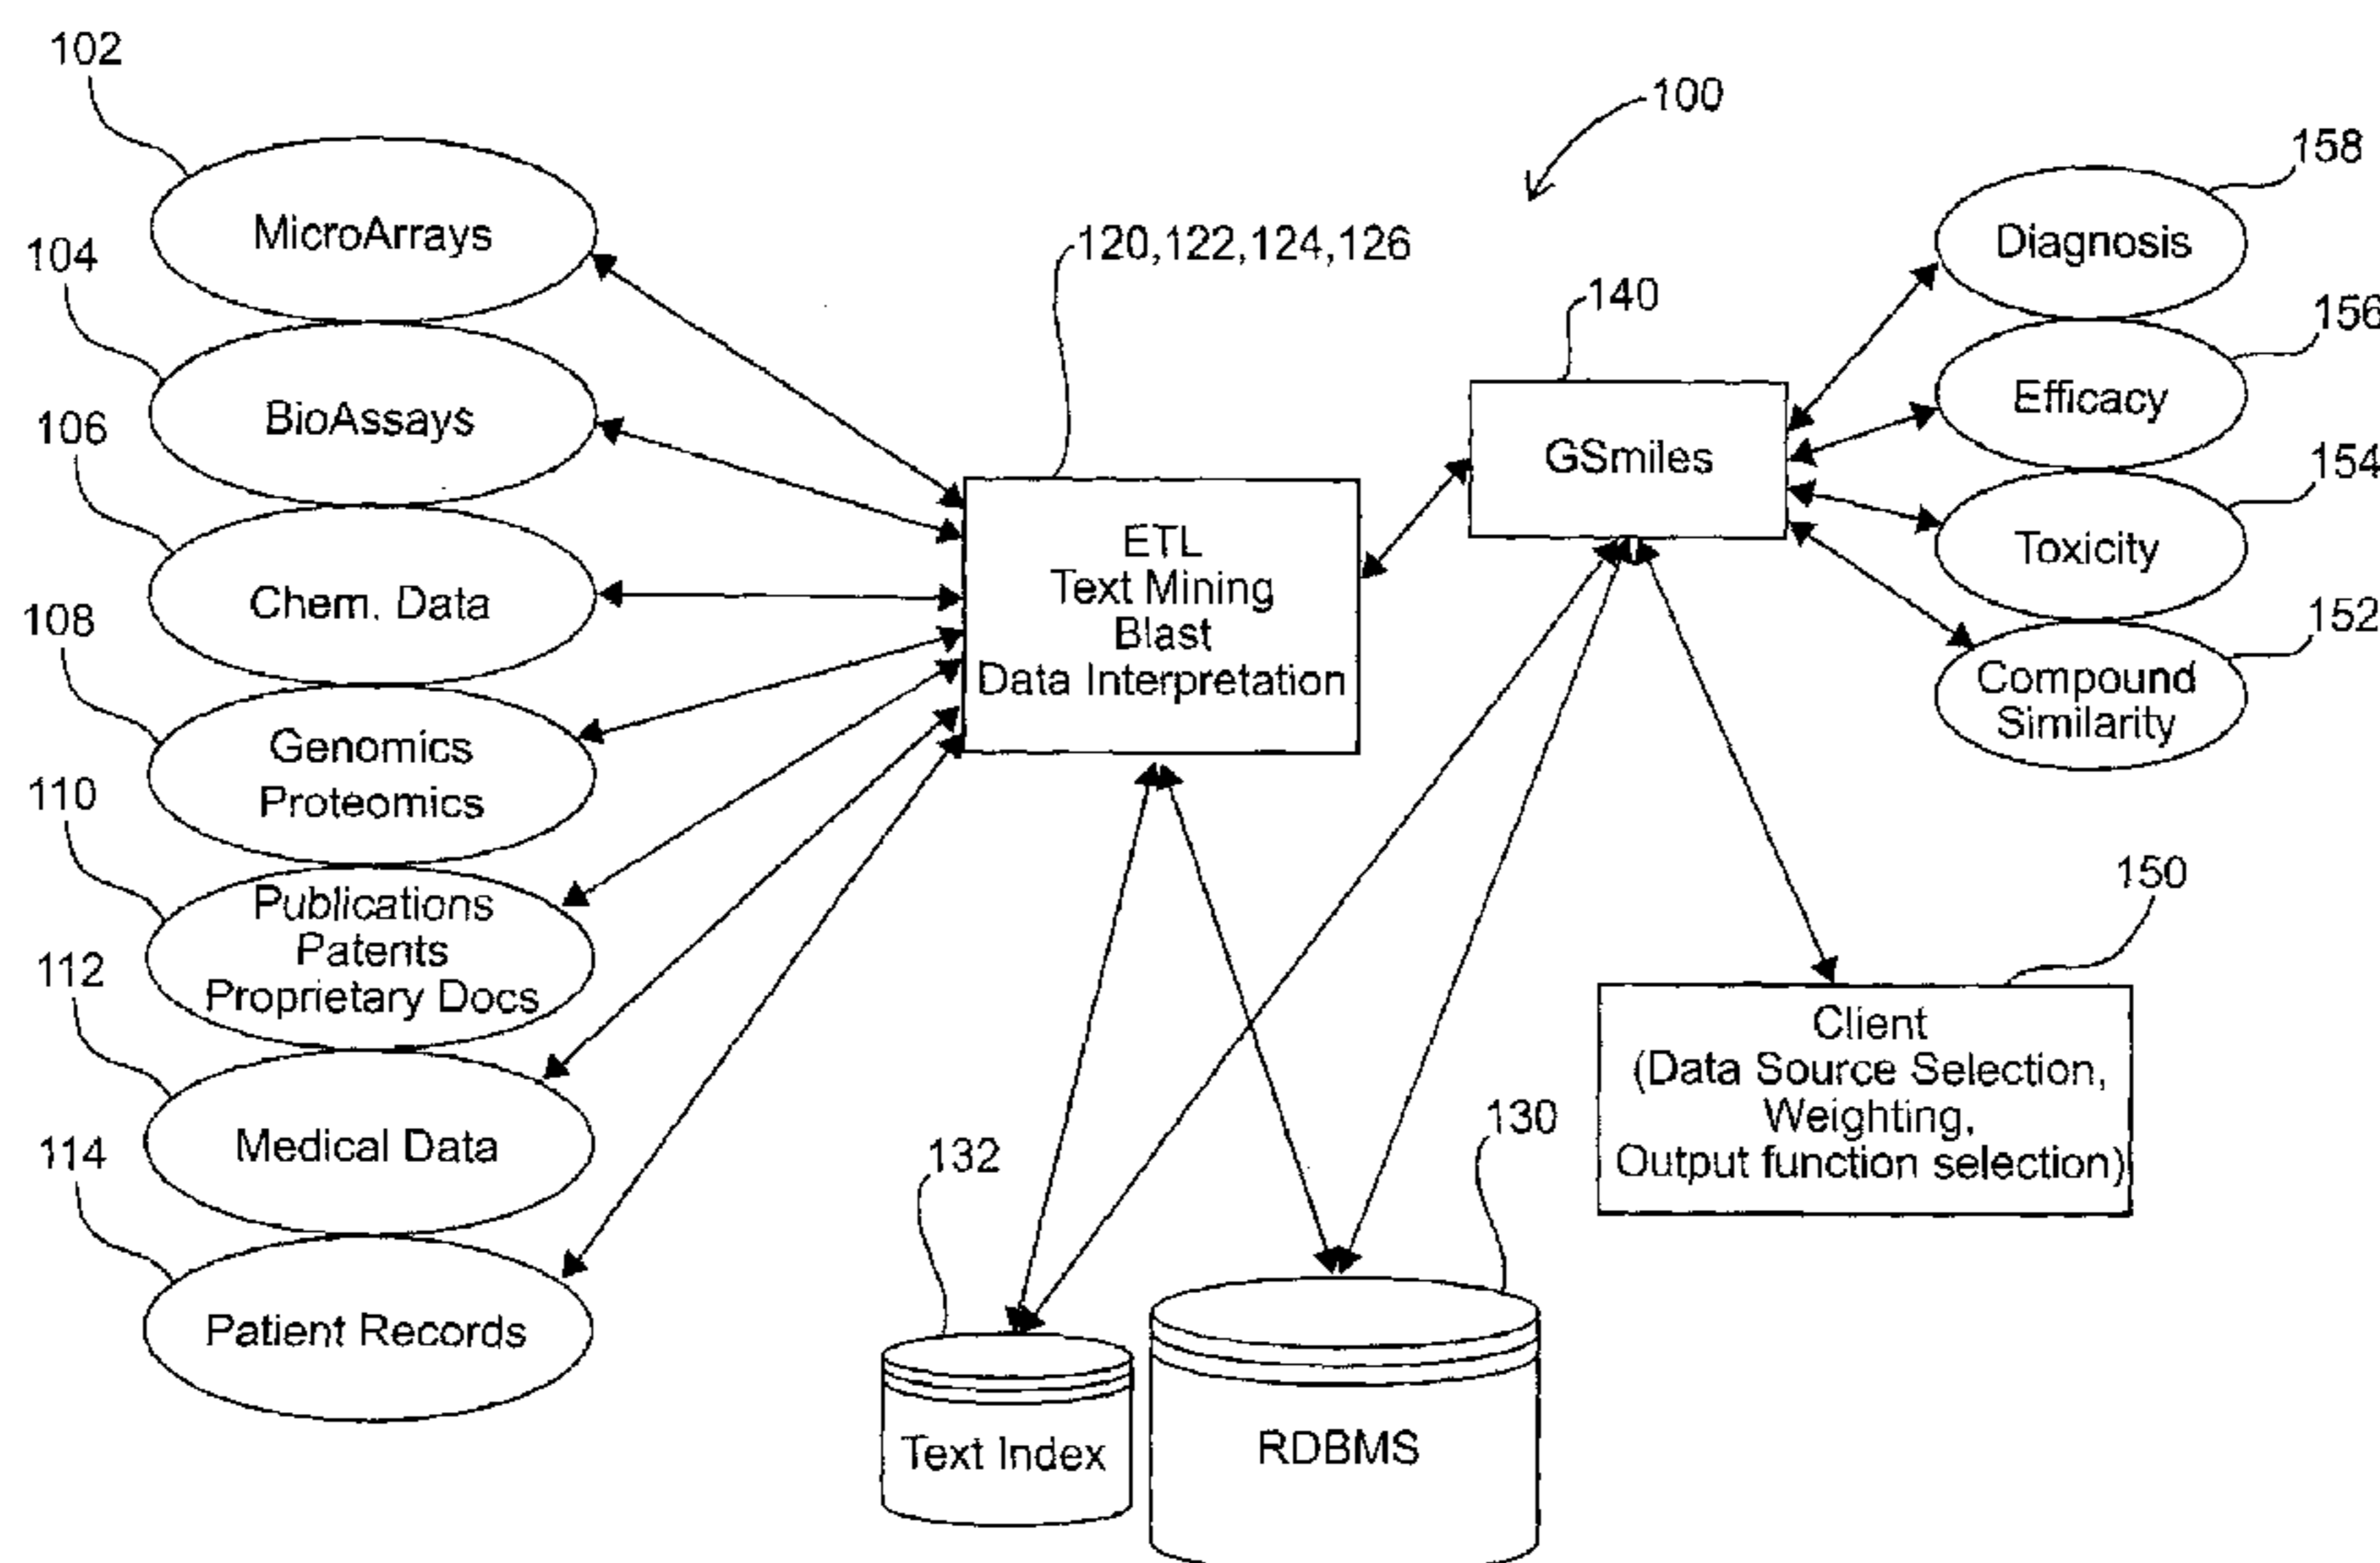 102
100
158
MicroArrays
120,122,124,126
Diagnosis
104
140
156
BioAssays
Efficacy
106
GSmiles
154
Chem. Data
ETL
Text Mining
Blast
Data Interpretation
Toxicity
108
152
Genomics
Proteomics
Compound
Similarity
110
Publications
Patents
Proprietary Docs
150
112
Client
(Data Source Selection,
Weighting,
Output function selection)
Medical Data
130
114
132
Patient Records
Text Index
RDBMS